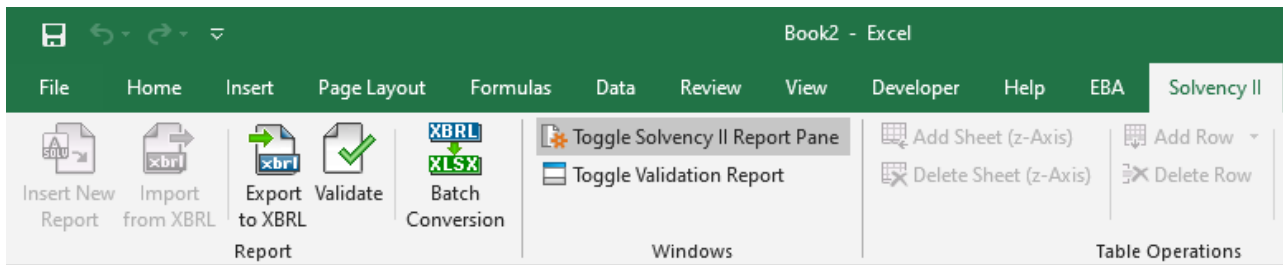 Book2 - Excel
File Home Insert Page Layout Formulas Data Review View Developer Help EBA Solvency II
SOLV xbrl xbrl XBRL XLSX
Insert New Report
Import from XBRL
Export to XBRL
Validate
Batch Conversion
Report
Toggle Solvency II Report Pane
Toggle Validation Report
Windows
Add Sheet (z-Axis)
Delete Sheet (z-Axis)
Add Row
Delete Row
Table Operations